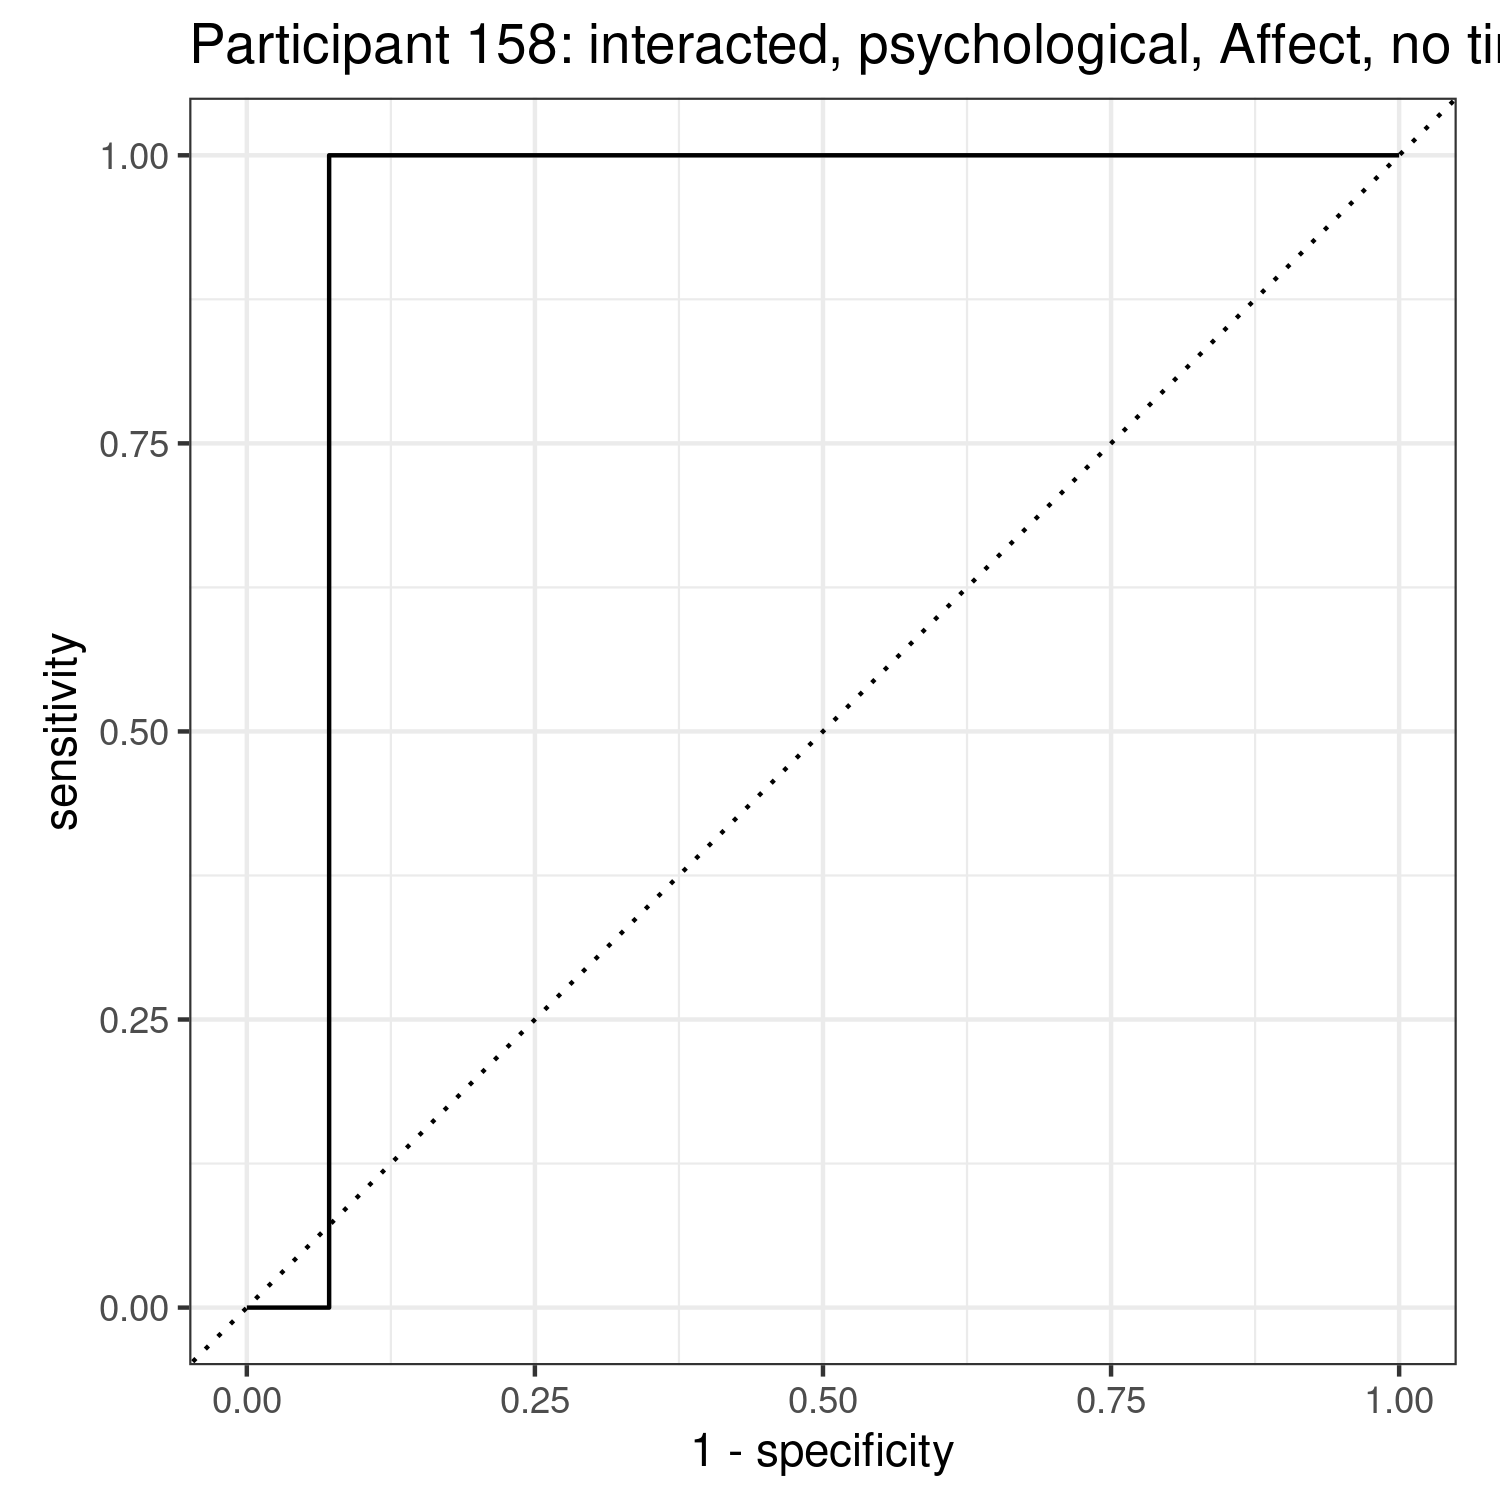 Participant 158: interacted, psychological, Affect, no
1.00
0.75
0.50
0.25
0.00
sensitivity
0.00 0.25 0.50 0.75 1.00
1 - specificity